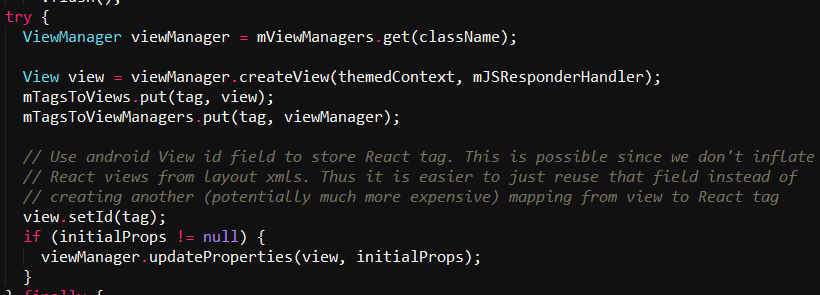 .flush();
try {
ViewManager viewManager = mViewManagers.get(className);
View view = viewManager.createView(themedContext, mJSResponderHandler);
mTagsToViews.put(tag, view);
mTagsToViewManagers.put(tag, viewManager);
// Use android View id field to store React tag. This is possible since we don't inflate
// React views from layout xmls. Thus it is easier to just reuse that field instead of
// creating another (potentially much more expensive) mapping from view to React tag
view.setId(tag);
if (initialProps != null) {
viewManager.updateProperties(view, initialProps);
}
} finally {